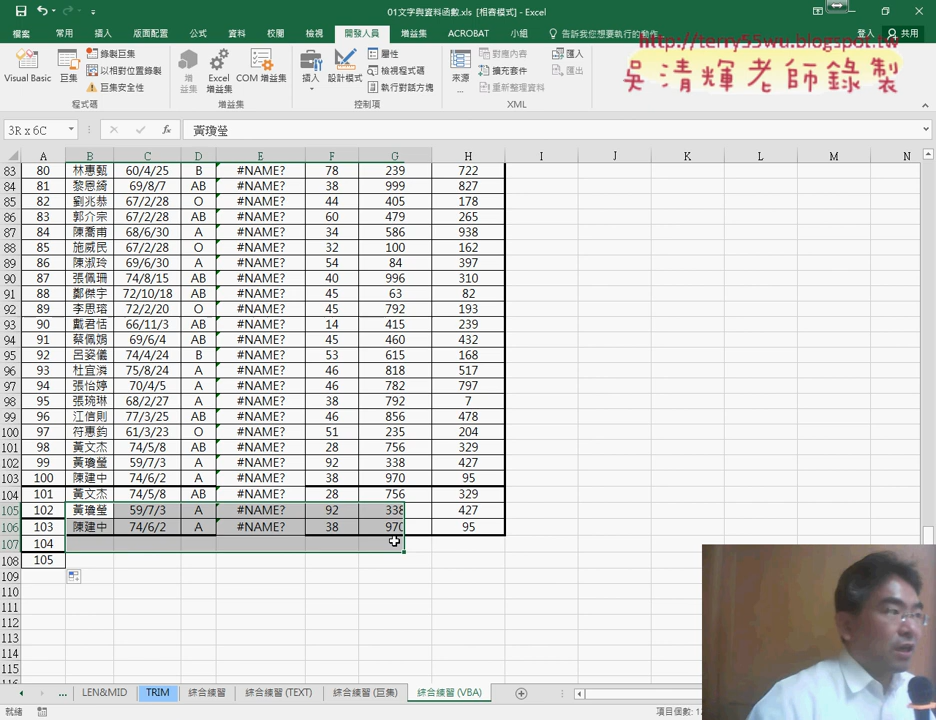 01文字與資料函數.xls [相容模式] - Excel
檔案 常用 插入 版面配置 公式 資料 校閱 檢視 開發人員 增益集 ACROBAT 小組 告訴我您想要執行的動作 登入 共用
http://terry55wu.blogspot.tw
吳清輝老師錄製
Visual Basic 巨集 錄製巨集 以相對位置錄製 巨集安全性 增益集 Excel 增益集 COM 增益集 插入 設計模式 屬性 檢視程式碼 執行對話方塊 來源 對應內容 擴充套件 重新整理資料 匯入 匯出
程式碼 增益集 控制項 XML
3R x 6C fx 黃瓊瑩
A B C D E F G H I J K L M N
83 80 林惠甄 60/4/25 B #NAME? 78 239 722
84 81 黎恩綺 69/8/7 AB #NAME? 38 999 827
85 82 劉兆恭 67/2/28 O #NAME? 44 405 178
86 83 郭介宗 67/2/28 AB #NAME? 60 479 265
87 84 陳喬甫 68/6/30 A #NAME? 34 586 938
88 85 施威民 67/2/28 O #NAME? 32 100 162
89 86 陳淑玲 69/6/30 A #NAME? 54 84 397
90 87 張佩珊 74/8/15 AB #NAME? 40 996 310
91 88 鄭傑宇 72/10/18 AB #NAME? 45 63 82
92 89 李思瑢 72/2/20 O #NAME? 45 792 193
93 90 戴君恬 66/11/3 AB #NAME? 14 415 239
94 91 蔡佩娟 69/6/4 AB #NAME? 45 460 432
95 92 呂姿儀 74/4/24 B #NAME? 53 615 168
96 93 杜宜潾 75/8/24 A #NAME? 46 818 517
97 94 張怡婷 70/4/5 A #NAME? 46 782 797
98 95 張琬琳 68/2/27 A #NAME? 38 792 7
99 96 江信則 77/3/25 AB #NAME? 46 856 478
100 97 符惠鈞 61/3/23 O #NAME? 51 235 204
101 98 黃文杰 74/5/8 AB #NAME? 28 756 329
102 99 黃瓊瑩 59/7/3 A #NAME? 92 338 427
103 100 陳建中 74/6/2 A #NAME? 38 970 95
104 101 黃文杰 74/5/8 AB #NAME? 28 756 329
105 102 黃瓊瑩 59/7/3 A #NAME? 92 338 427
106 103 陳建中 74/6/2 A #NAME? 38 970 95
107 104
108 105
109
110
111
112
113
114
115
... LEN&MID TRIM 綜合練習 綜合練習 (TEXT) 綜合練習 (巨集) 綜合練習 (VBA)
就緒 項目個數: